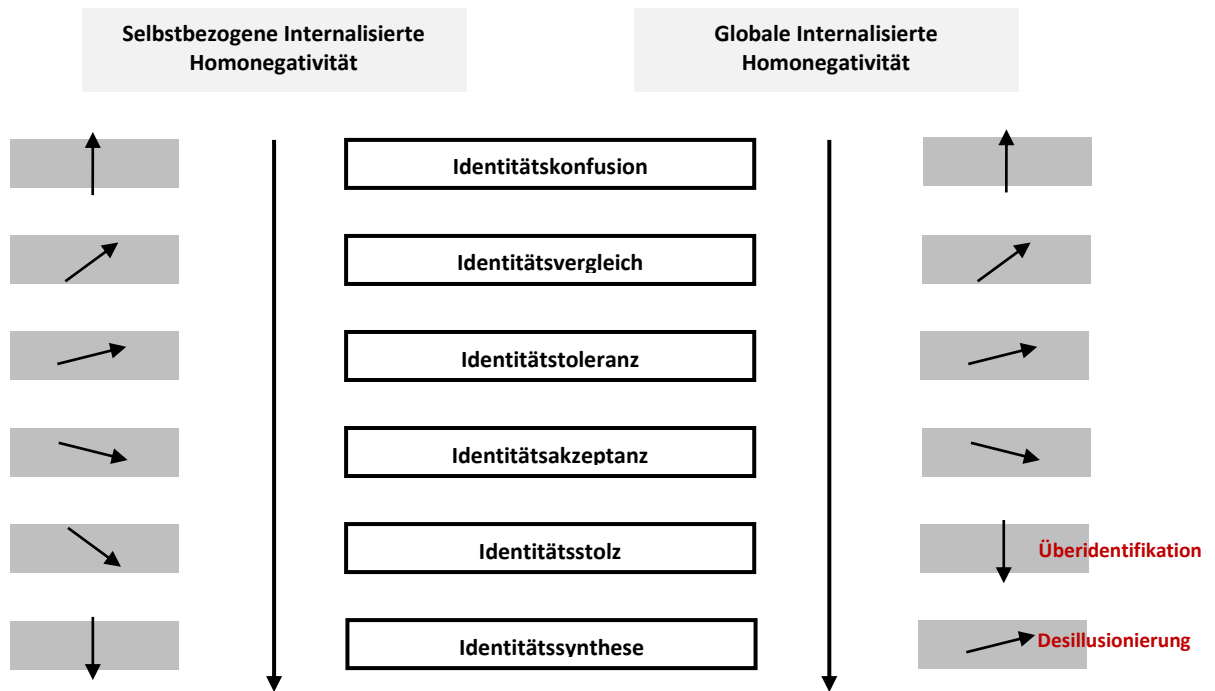 Selbstbezogene Internalisierte
Homonegativität
Globale Internalisierte
Homonegativität
Identitätskonfusion
Identitätsvergleich
Identitätstoleranz
Identitätsakzeptanz
Identitätsstolz
Überidentifikation
Identitätssynthese
Desillusionierung